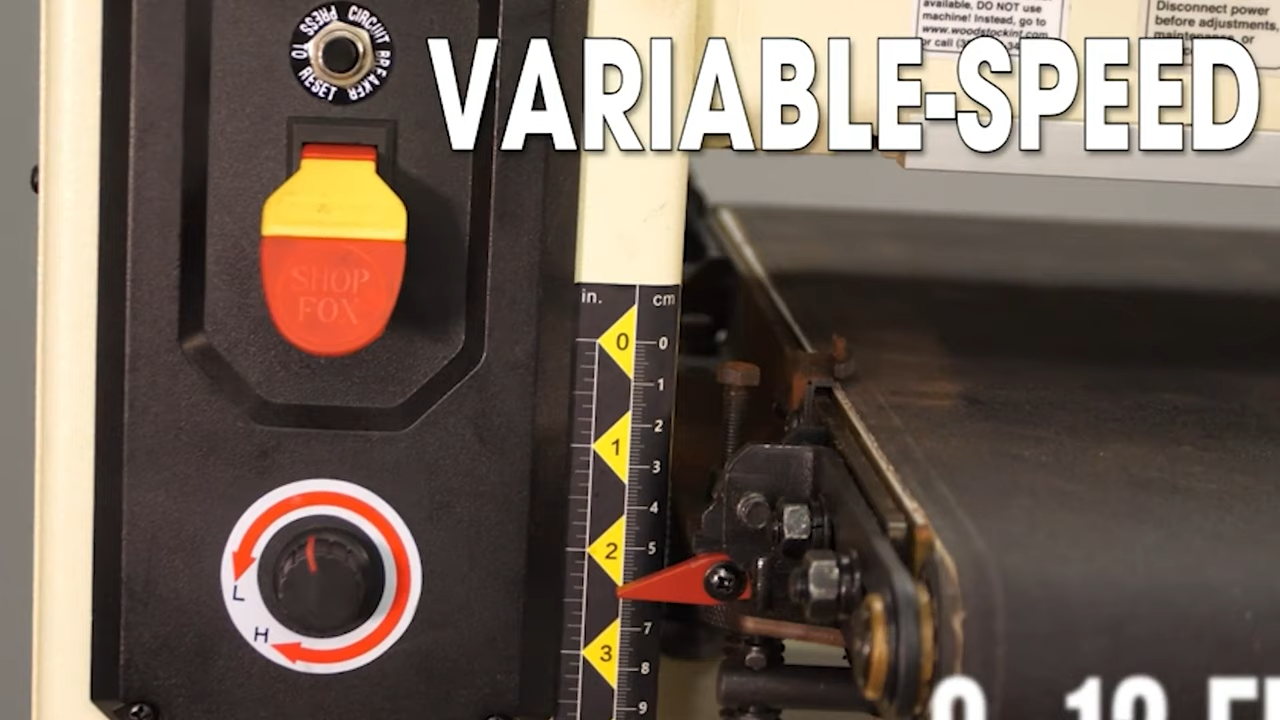 PRESS CIRCUIT BREAKER
TO RESET
VARIABLE-SPEED
available, DO NOT use
machine! Instead, go to
www.woodstockint.com
or call
Disconnect power
before adjustments,
maintenance, or
SHOP
FOX
in. cm
0 0
1
2
1
3
4
2 5
7
3
8
9
L
H